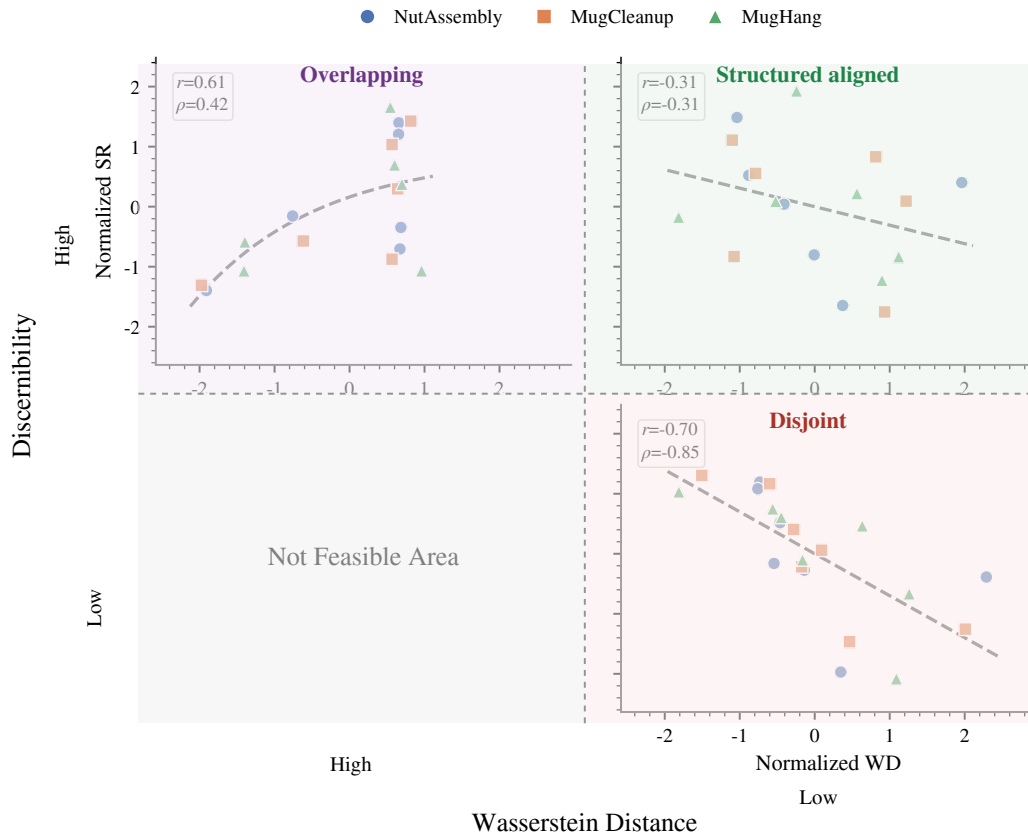 NutAssembly MugCleanup MugHang
Overlapping
r=0.61
ρ=0.42
Structured aligned
r=-0.31
ρ=-0.31
2
1
0
-1
-2
Normalized SR
High
-2 -1 0 1
-2 -1 0 1 2
Discernibility
Disjoint
r=-0.70
ρ=-0.85
Not Feasible Area
Low
-2 -1 0 1 2
Normalized WD
High
Low
Wasserstein Distance